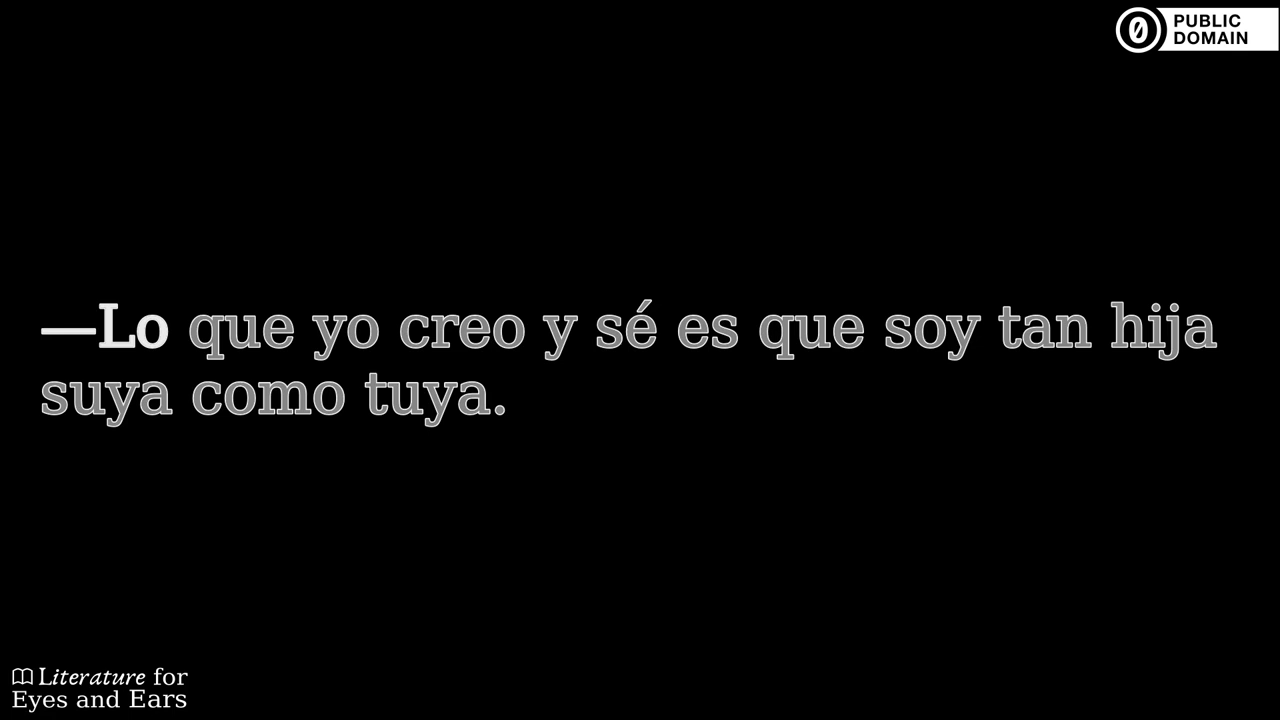 PUBLIC
DOMAIN
—Lo que yo creo y sé es que soy tan hija
suya como tuya.
Literature for
Eyes and Ears